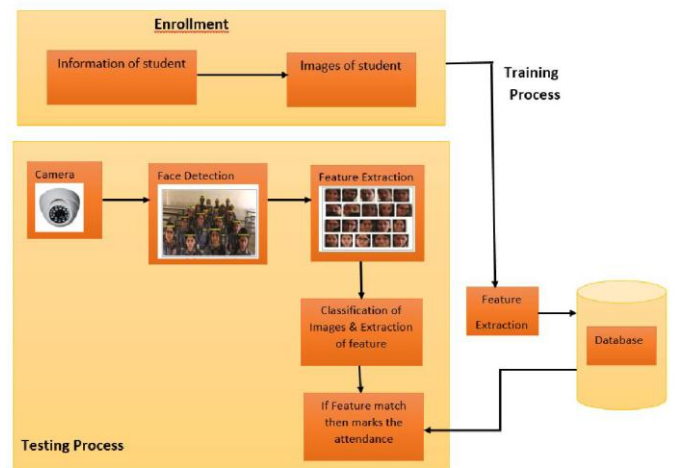 Enrollment
Information of student
Images of student
Training
Process
Camera
Face Detection
Feature Extraction
Classification of
Images & Extraction
of feature
Feature
Extraction
Database
If Feature match
then marks the
attendance
Testing Process